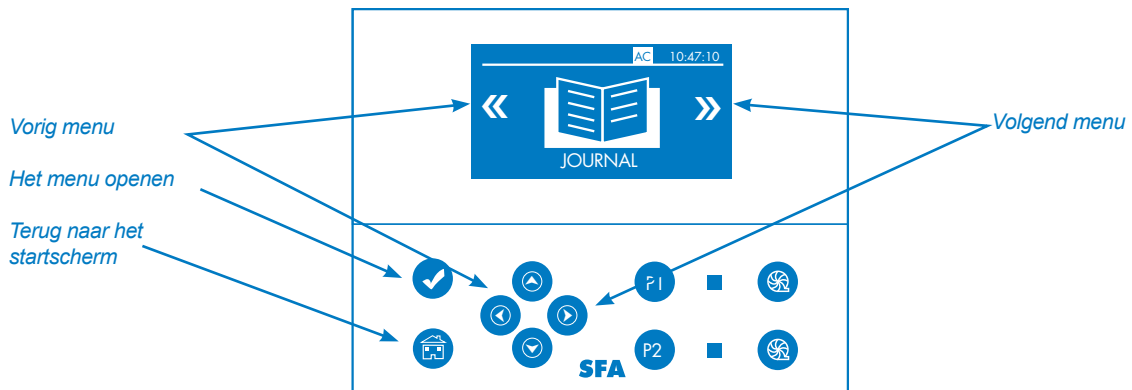 AC 10:47:10
Vorig menu
Volgend menu
JOURNAL
Het menu openen
Terug naar het
startscherm
P1
P2
SFA